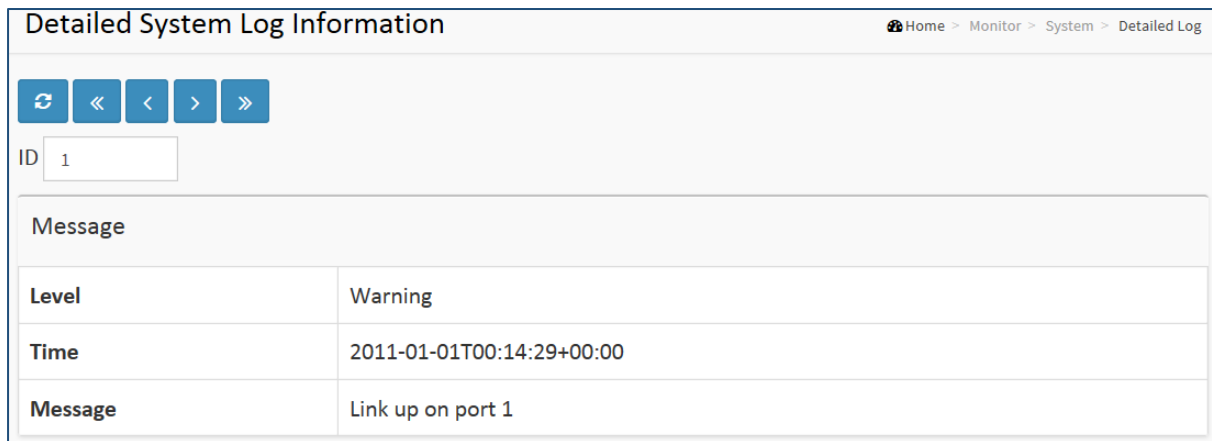 Detailed System Log Information
Home > Monitor > System > Detailed Log
ID 1
Message
Level Warning
Time 2011-01-01T00:14:29+00:00
Message Link up on port 1